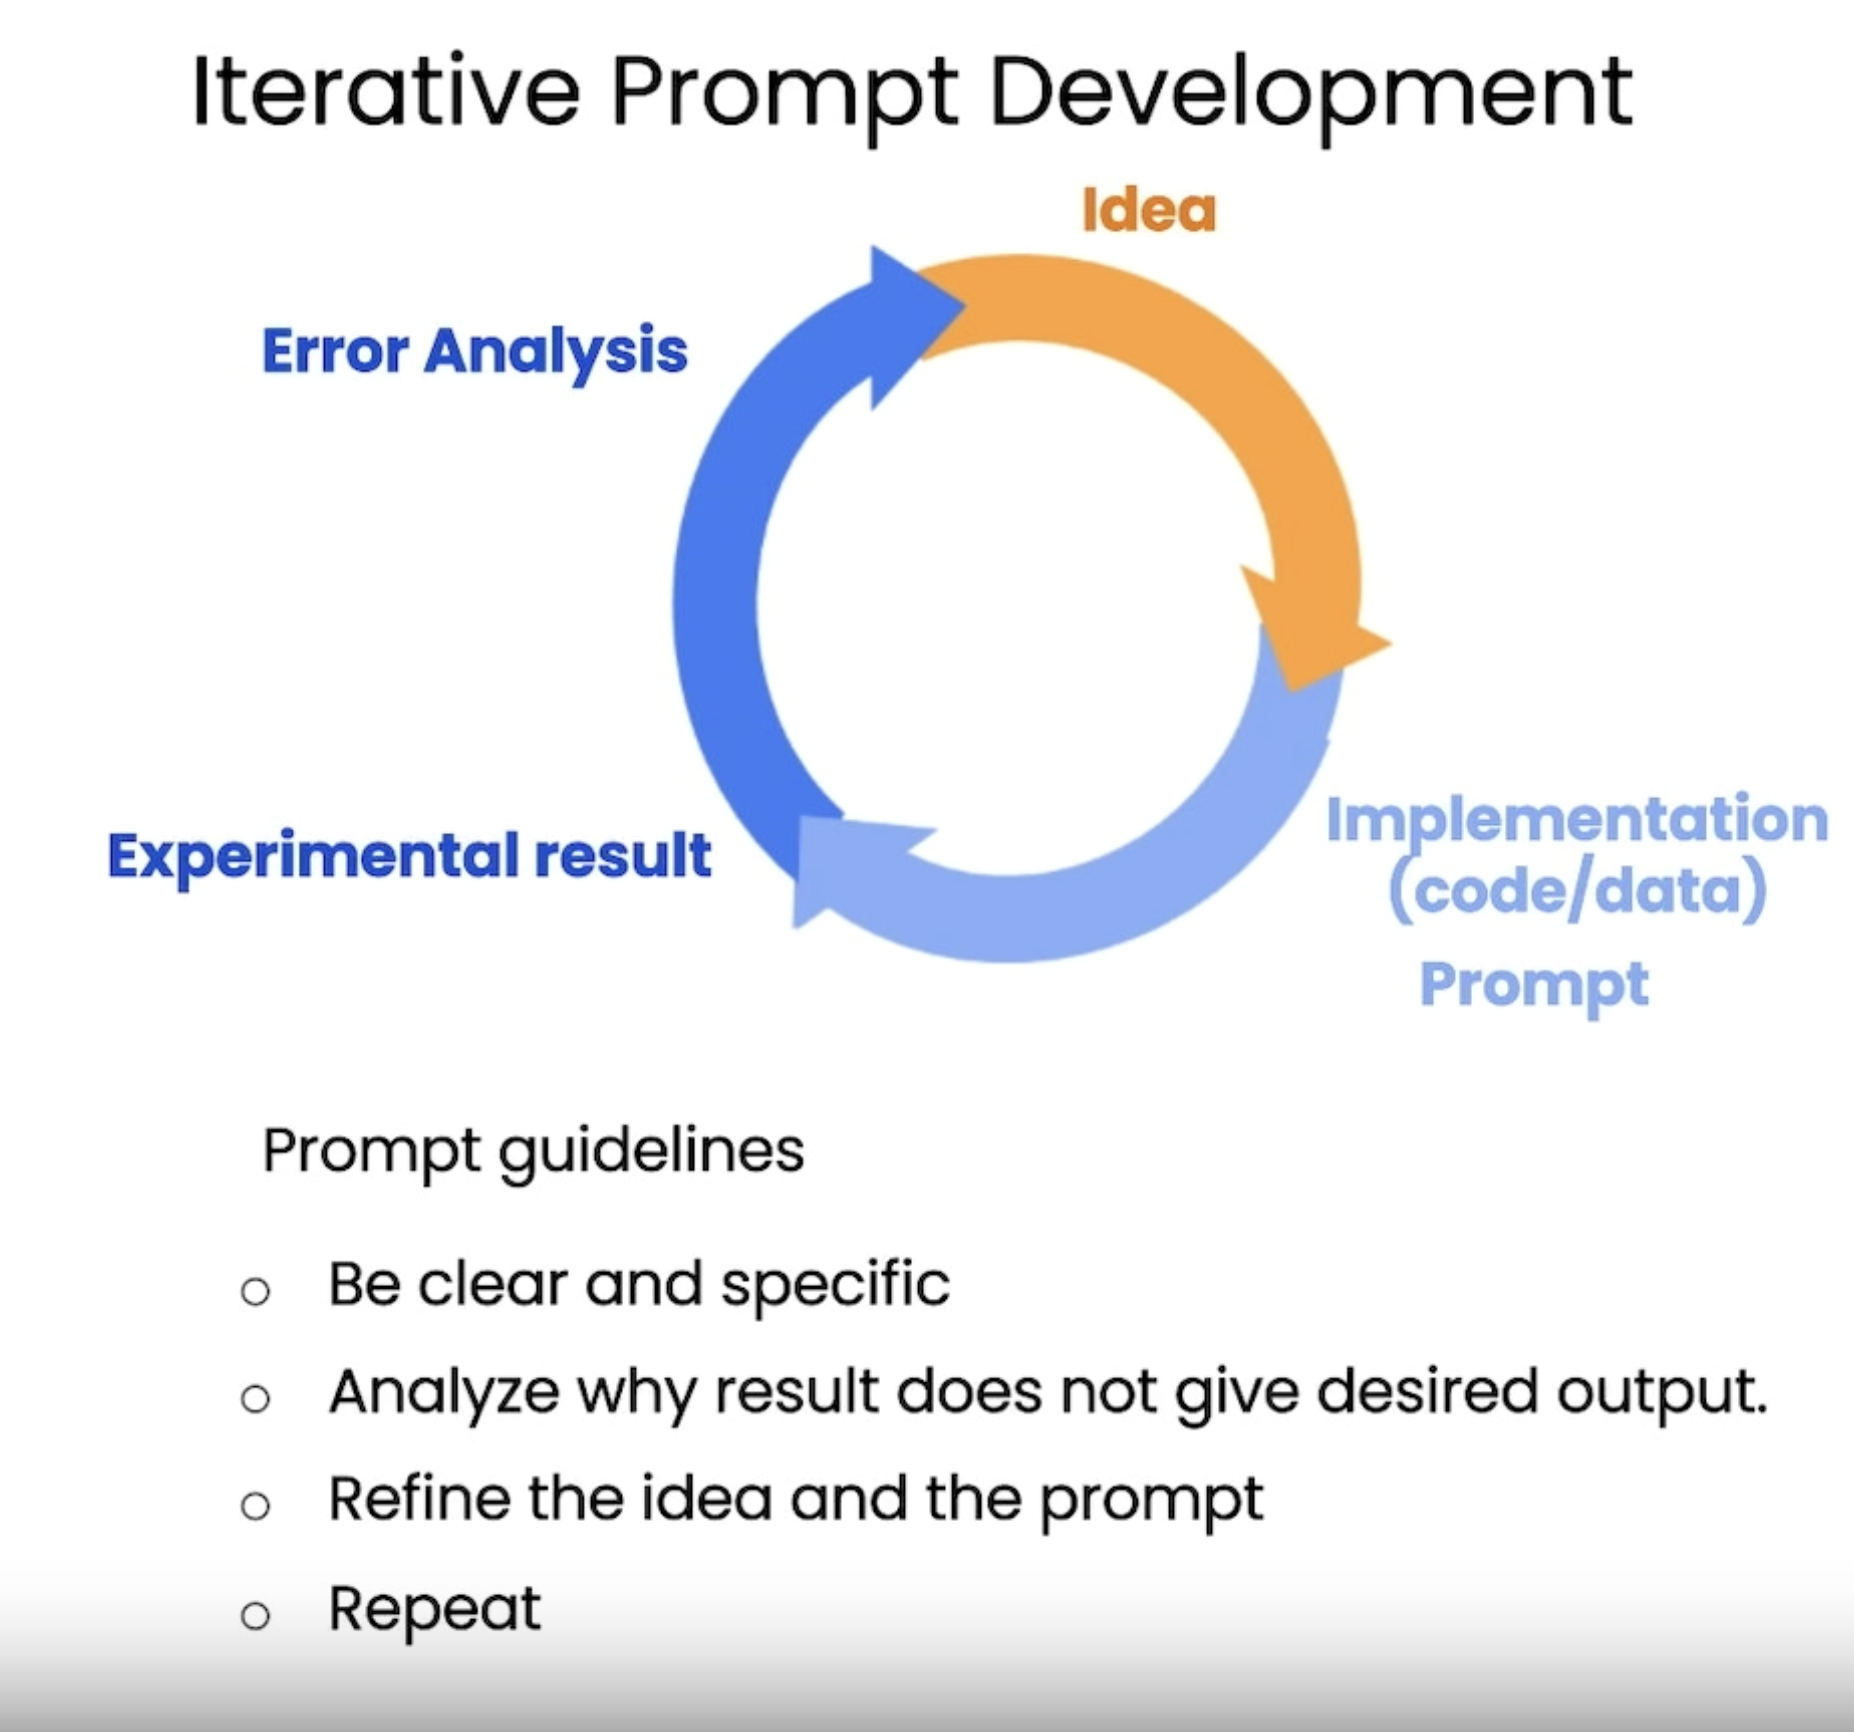 Iterative Prompt Development
Idea
Error Analysis
Implementation
(code/data)
Prompt
Experimental result
Prompt guidelines
○ Be clear and specific
○ Analyze why result does not give desired output.
○ Refine the idea and the prompt
○ Repeat